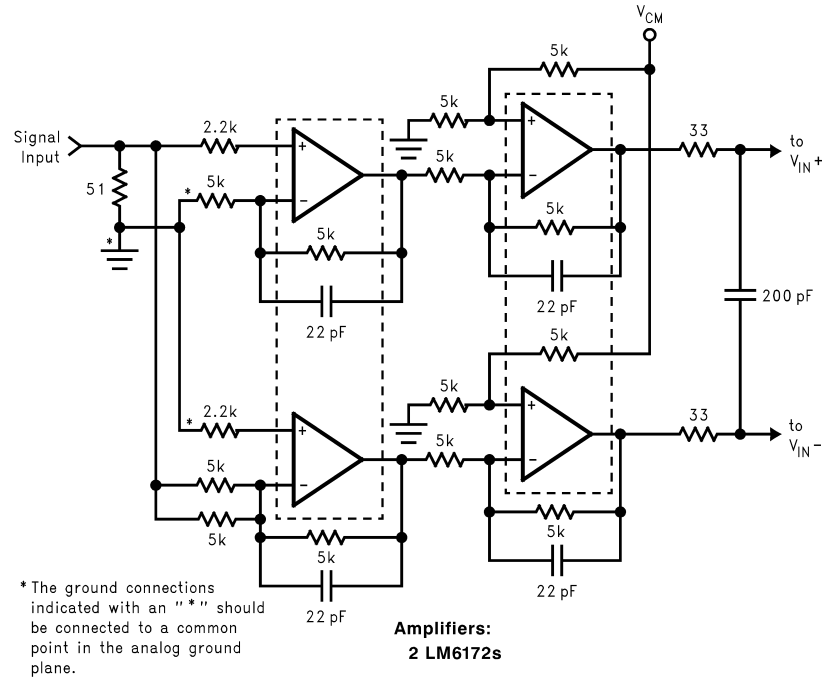 V_CM
5k
5k
+
33
to
V_IN+
Signal
Input
2.2k
+
5k
−
51
* 5k
−
*
5k
5k
22 pF
22 pF
200 pF
5k
5k
+
33
to
V_IN−
2.2k
*
+
5k
−
5k
−
5k
5k
5k
22 pF
22 pF
* The ground connections
indicated with an "*" should
be connected to a common
point in the analog ground
plane.
Amplifiers:
2 LM6172s